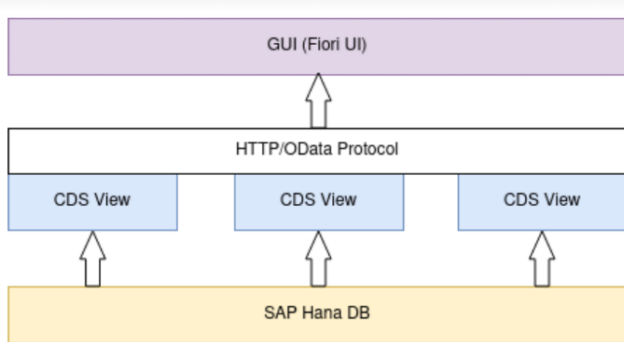 GUI (Fiori UI)
HTTP/OData Protocol
CDS View
CDS View
CDS View
SAP Hana DB